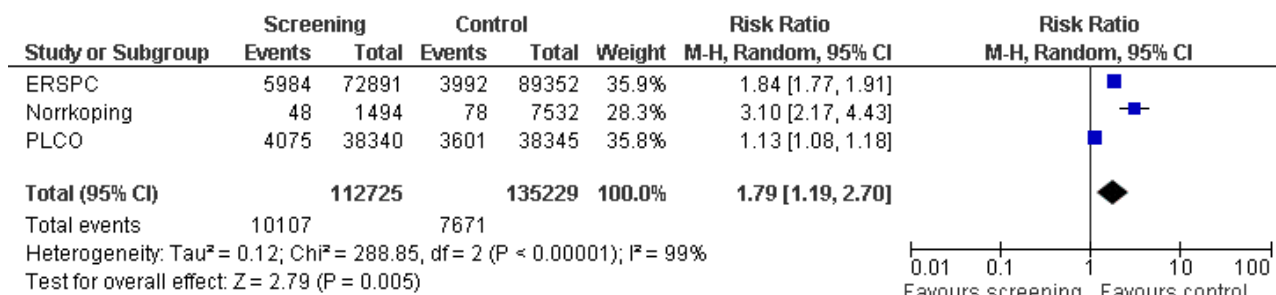 Screening Control Risk Ratio Risk Ratio
Study or Subgroup Events Total Events Total Weight M-H, Random, 95% CI M-H, Random, 95% CI
ERSPC 5984 72891 3992 89352 35.9% 1.84 [1.77, 1.91]
Norrkoping 48 1494 78 7532 28.3% 3.10 [2.17, 4.43]
PLCO 4075 38340 3601 38345 35.8% 1.13 [1.08, 1.18]
Total (95% CI) 112725 135229 100.0% 1.79 [1.19, 2.70]
Total events 10107 7671
Heterogeneity: Tau² = 0.12; Chi² = 288.85, df = 2 (P < 0.00001); I² = 99%
Test for overall effect: Z = 2.79 (P = 0.005)
0.01 0.1 1 10 100
Favours screening Favours control